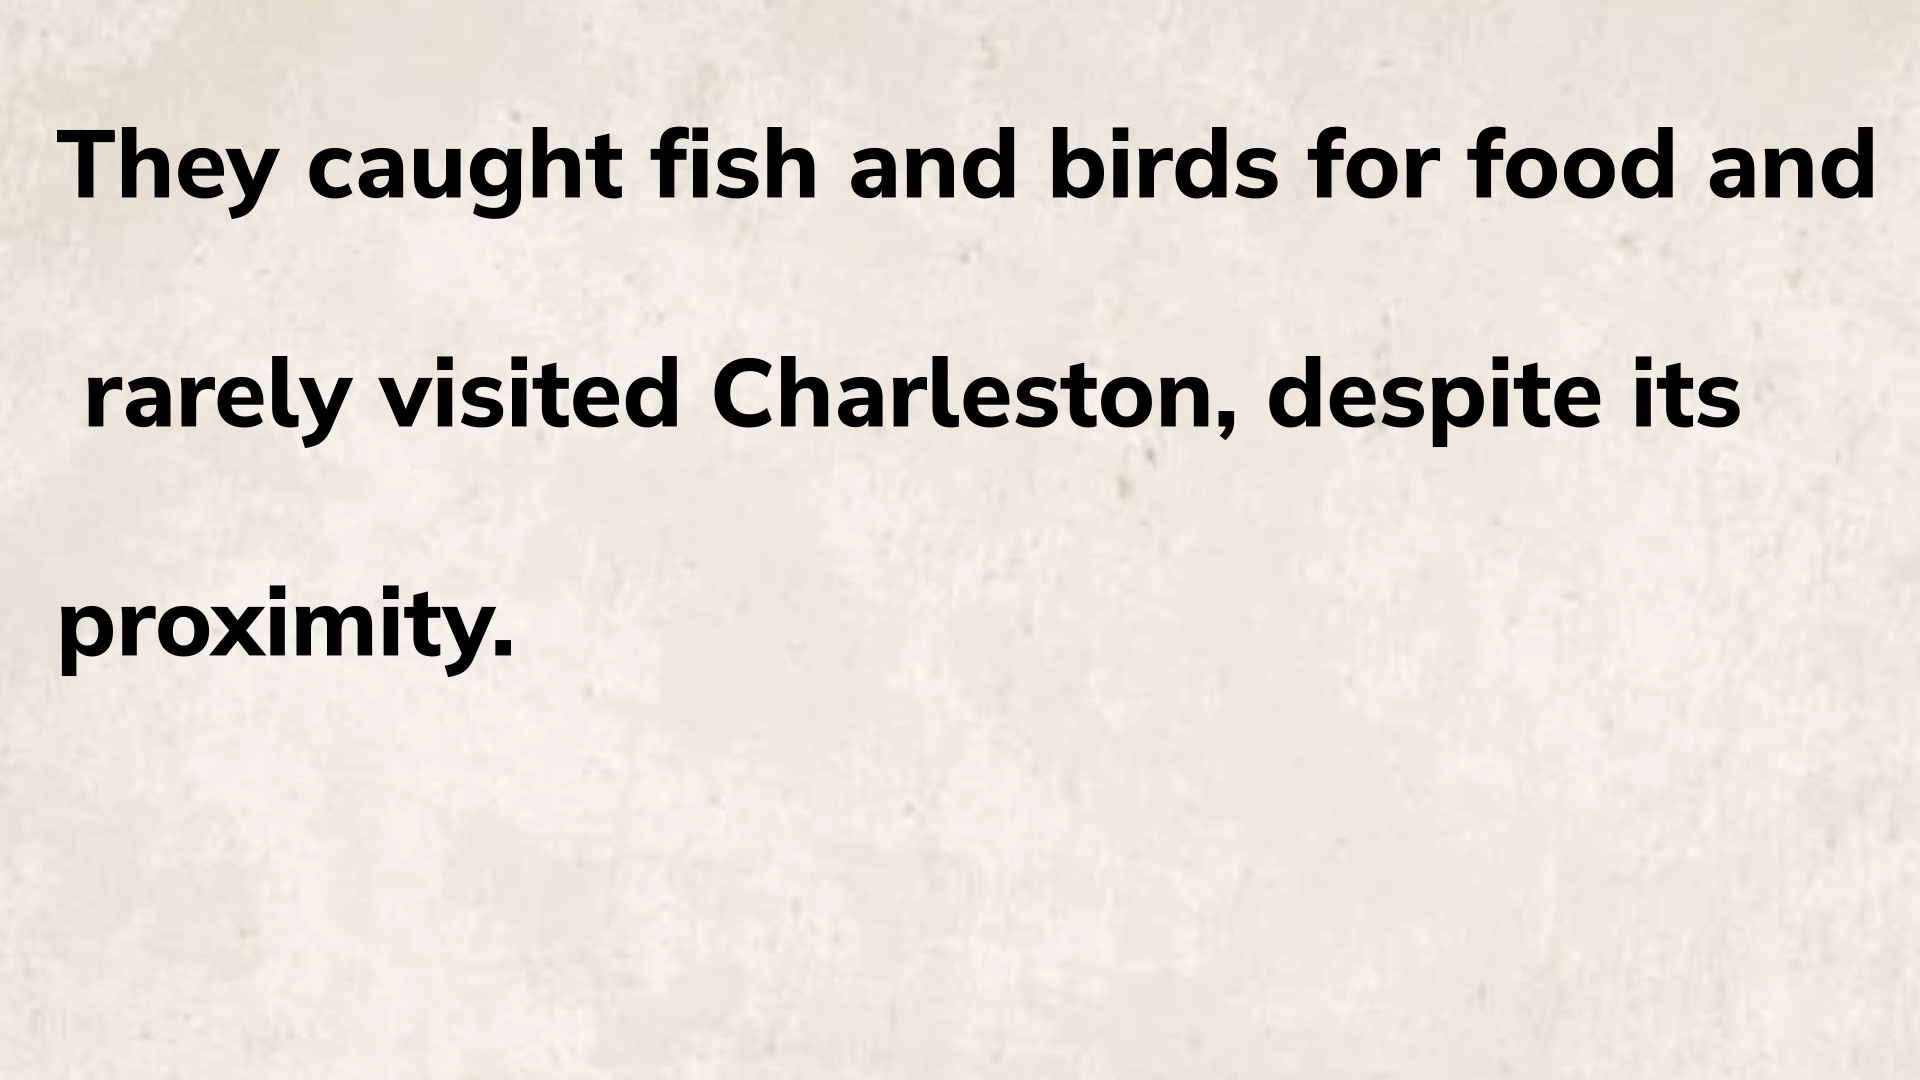 They caught fish and birds for food and
rarely visited Charleston, despite its
proximity.